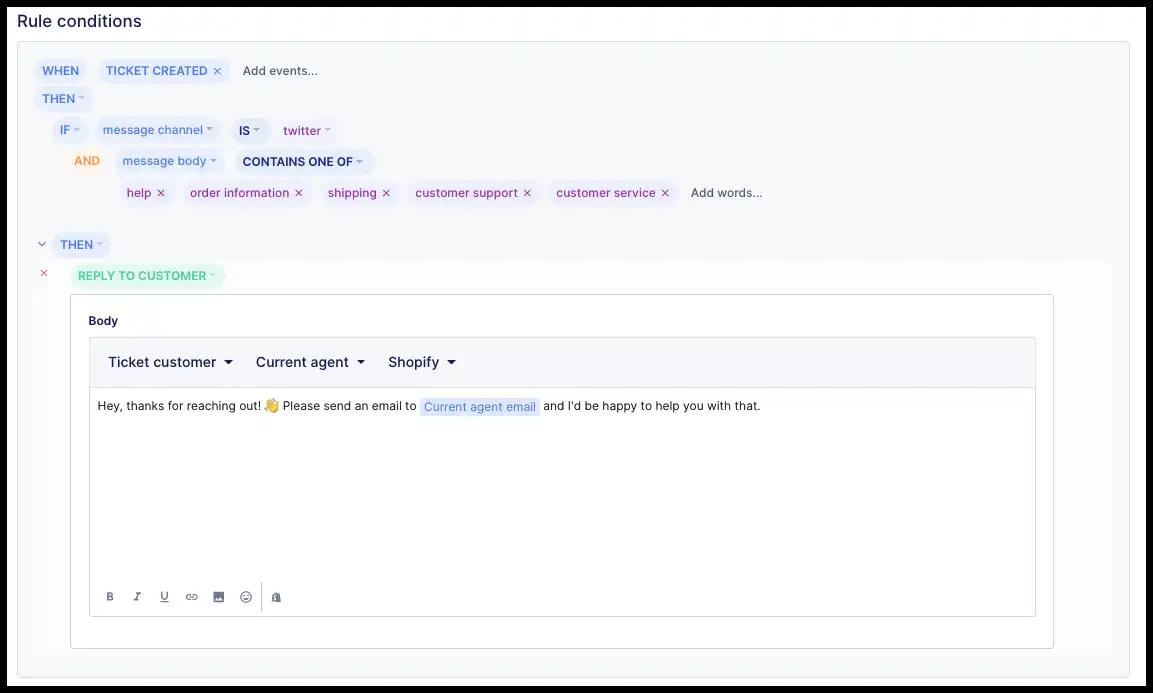 Rule conditions
WHEN TICKET CREATED × Add events...
THEN
IF message channel IS twitter
AND message body CONTAINS ONE OF
help × order information × shipping × customer support × customer service × Add words...
THEN
× REPLY TO CUSTOMER
Body
Ticket customer Current agent Shopify
Hey, thanks for reaching out! 👋 Please send an email to Current agent email and I'd be happy to help you with that.
B I U